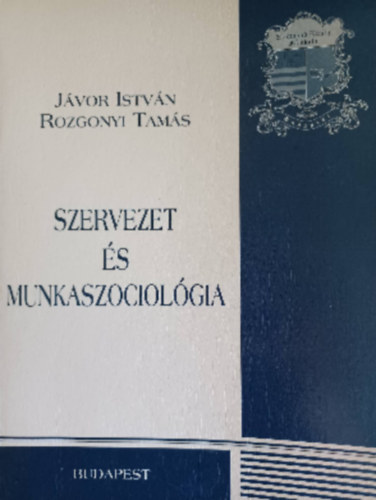 JÁVOR ISTVÁN
ROZGONYI TAMÁS
SZERVEZET
ÉS
MUNKASZOCIOLÓGIA
BUDAPEST